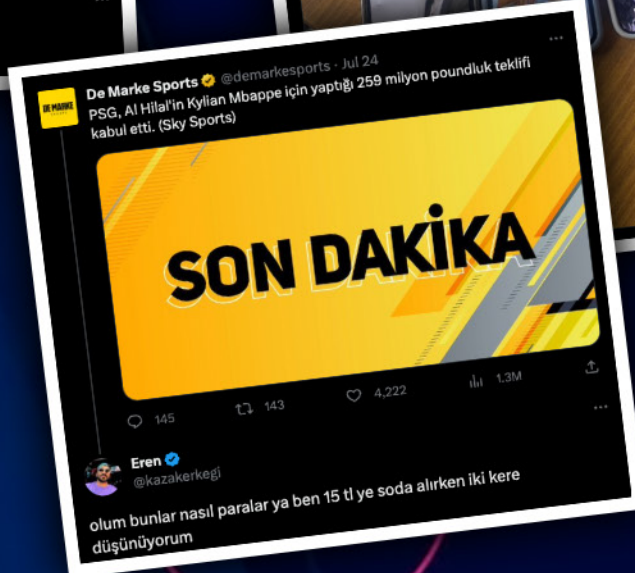 De Marke Sports @demarkesports · Jul 24
DE MARKE
PSG, Al Hilal'in Kylian Mbappe için yaptığı 259 milyon poundluk teklifi
kabul etti. (Sky Sports)
SON DAKİKA
145 143 4,222 1.3M
Eren
@kazakerkegi
olum bunlar nasıl paralar ya ben 15 tl ye soda alırken iki kere
düşünüyorum